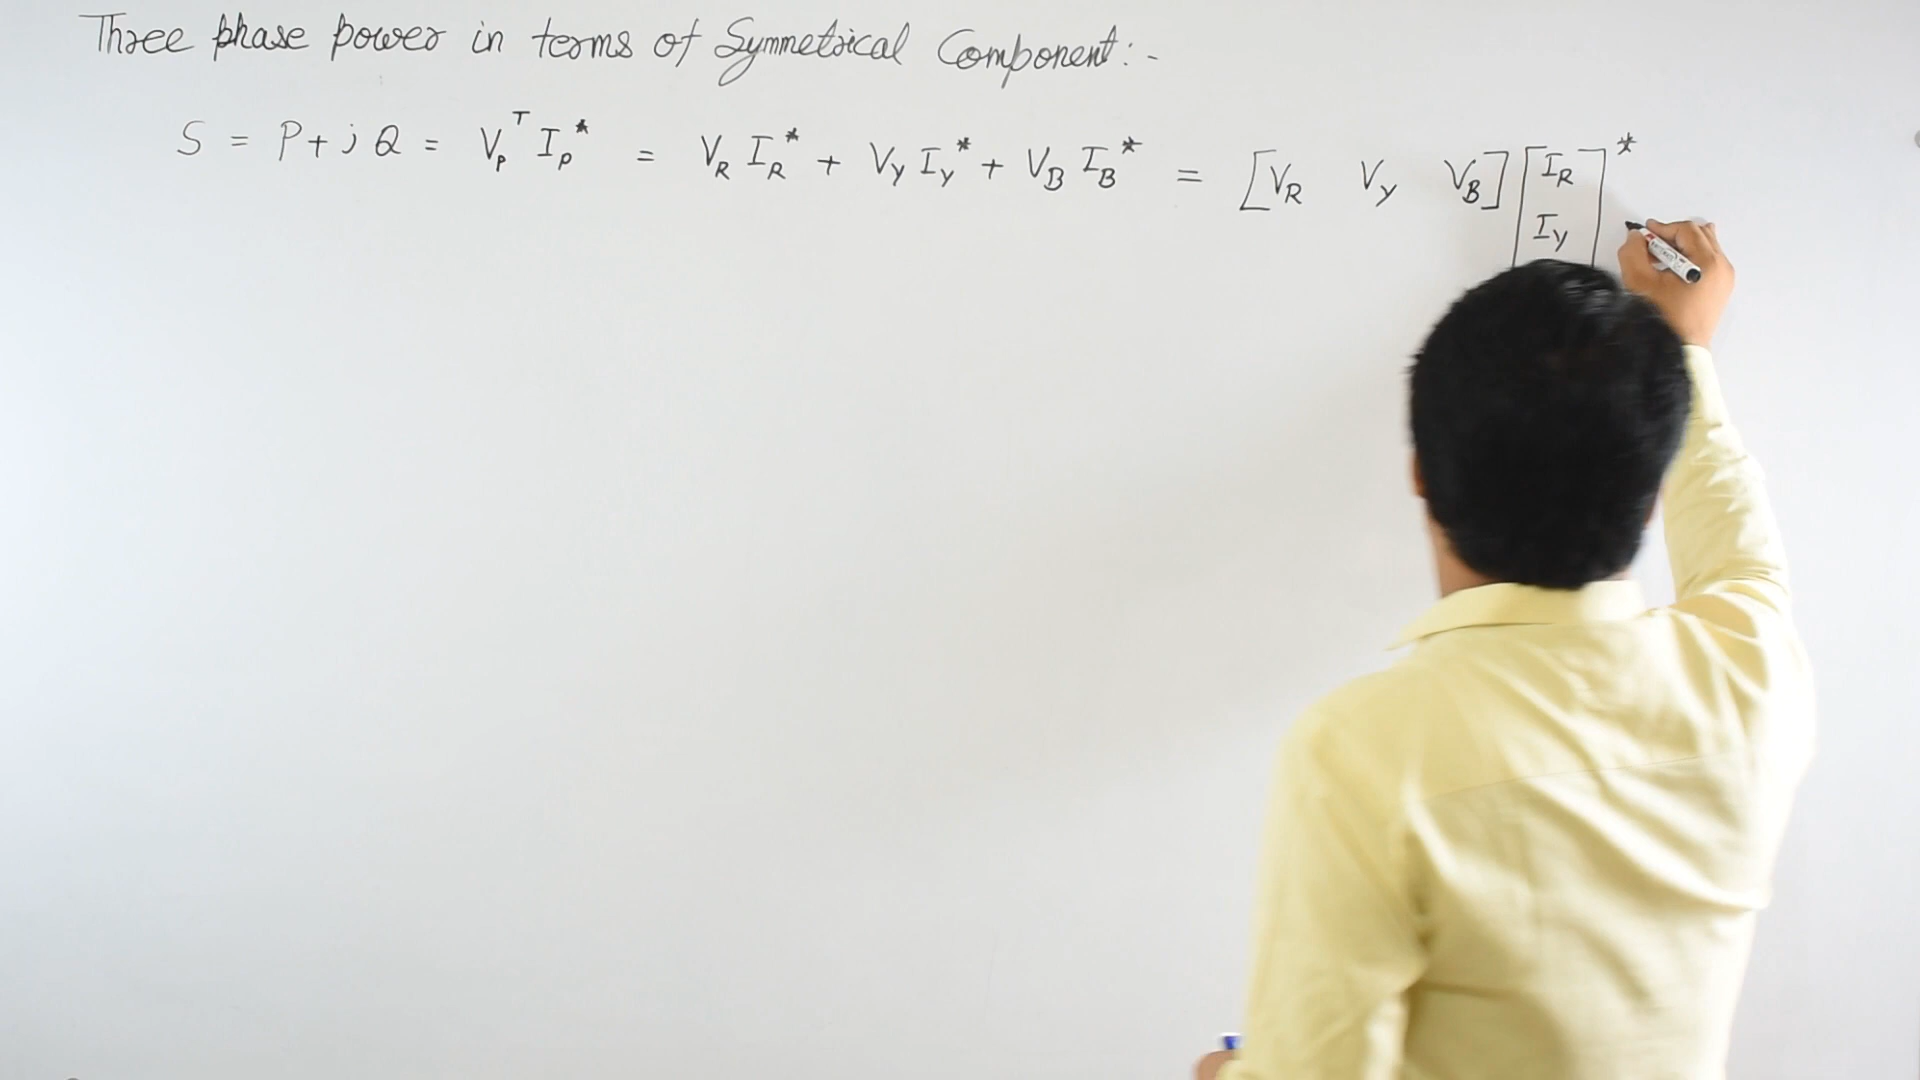 Three phase power in terms of Symmetrical Component:-
S = P+jQ = V_P^T I_P^* = V_R I_R^* + V_Y I_Y^* + V_B I_B^* = [V_R V_Y V_B] [I_R
I_Y]^*